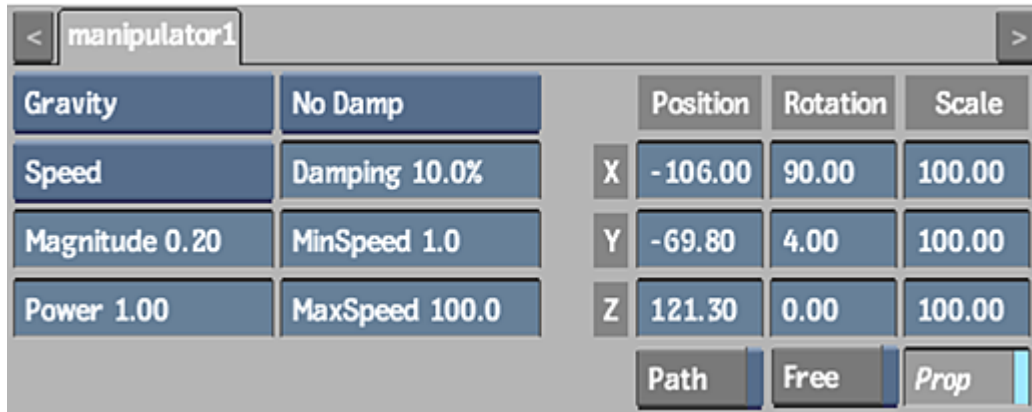 < manipulator1 >
Gravity No Damp Position Rotation Scale
Speed Damping 10.0% X -106.00 90.00 100.00
Magnitude 0.20 MinSpeed 1.0 Y -69.80 4.00 100.00
Power 1.00 MaxSpeed 100.0 Z 121.30 0.00 100.00
Path Free Prop